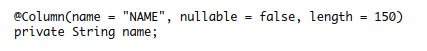 @Column(name = "NAME", nullable = false, length = 150)
private String name;